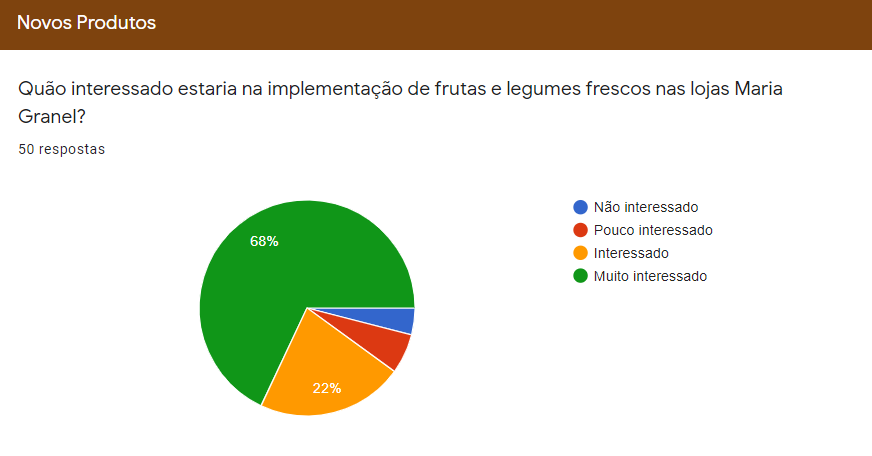 Novos Produtos
Quão interessado estaria na implementação de frutas e legumes frescos nas lojas Maria
Granel?
50 respostas
68%
22%
Não interessado
Pouco interessado
Interessado
Muito interessado